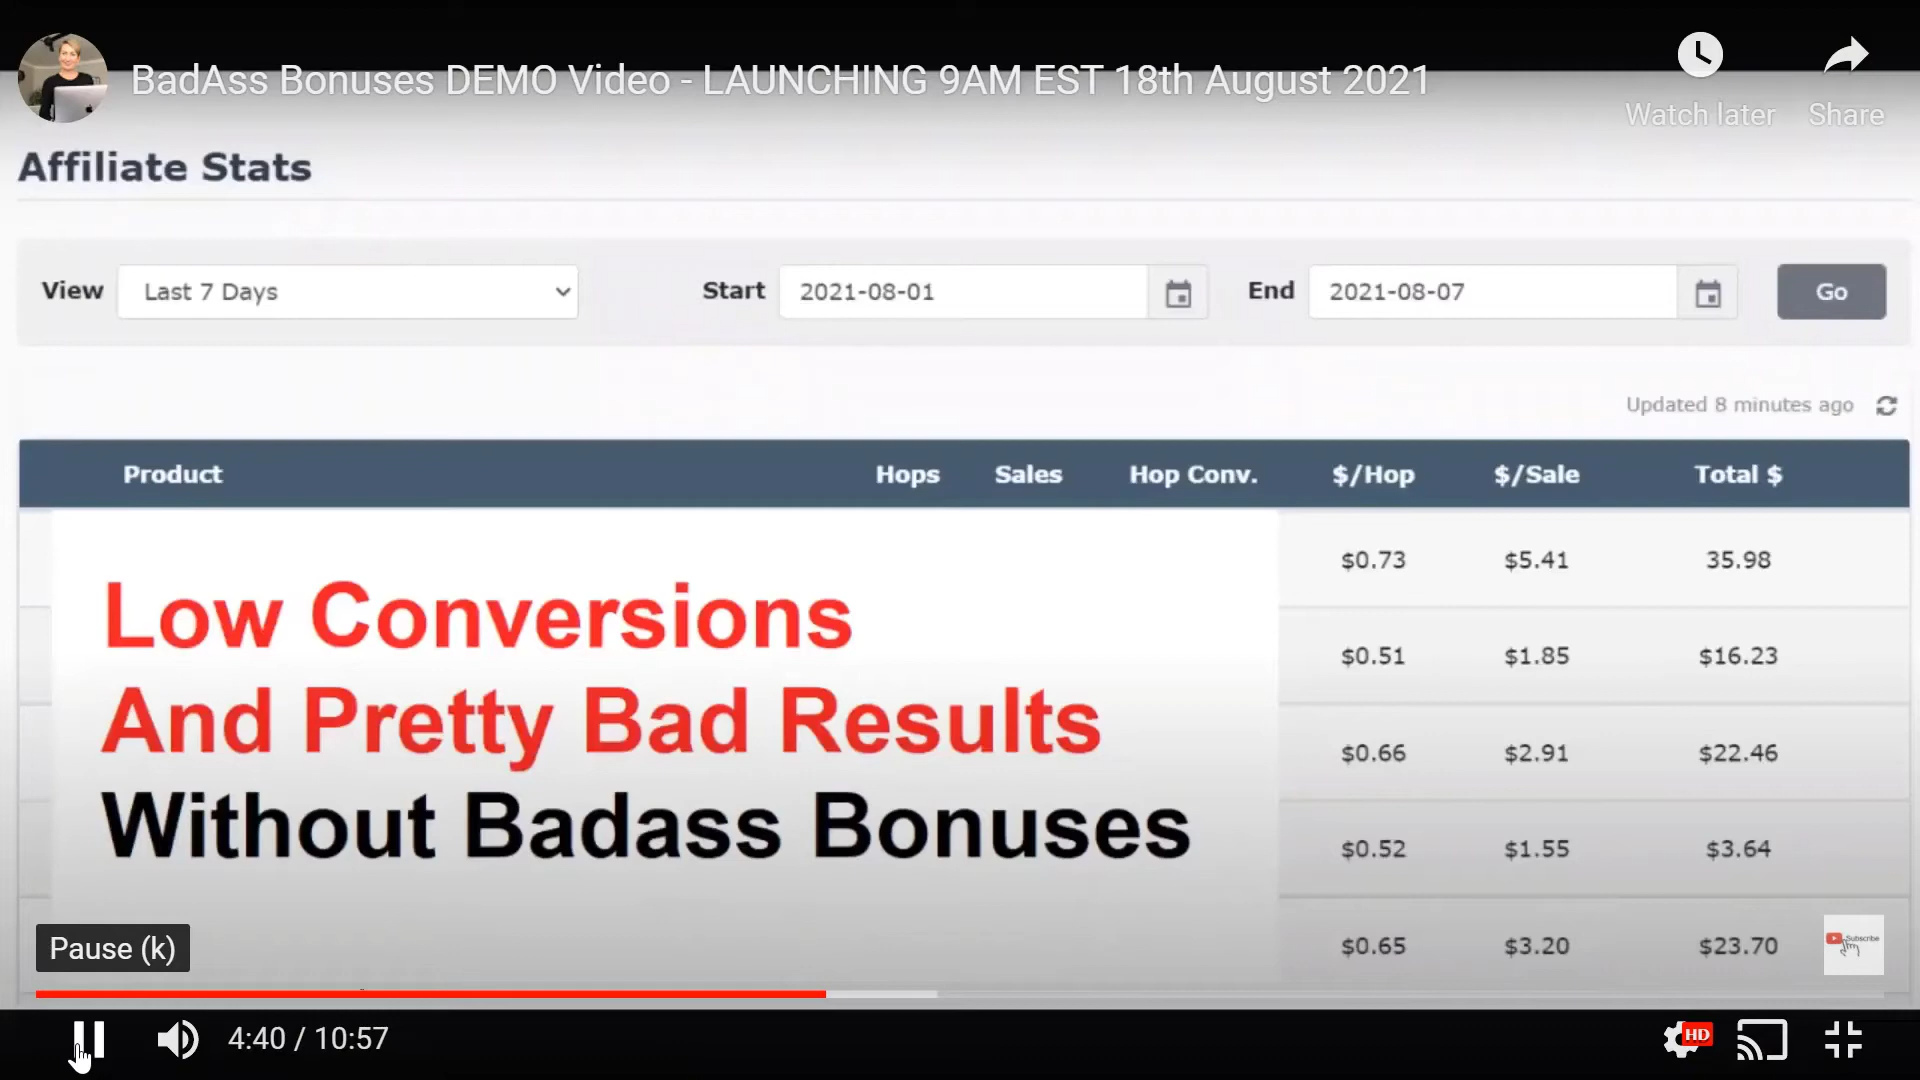 BadAss Bonuses DEMO Video - LAUNCHING 9AM EST 18th August 2021
Watch later
Share
Affiliate Stats
View
Last 7 Days
Start
2021-08-01
End
2021-08-07
Go
Updated 8 minutes ago
Product Hops Sales Hop Conv. $/Hop $/Sale Total $
$0.73 $5.41 35.98
$0.51 $1.85 $16.23
$0.66 $2.91 $22.46
$0.52 $1.55 $3.64
$0.65 $3.20 $23.70
Low Conversions
And Pretty Bad Results
Without Badass Bonuses
Pause (k)
Subscribe
4:40 / 10:57
HD